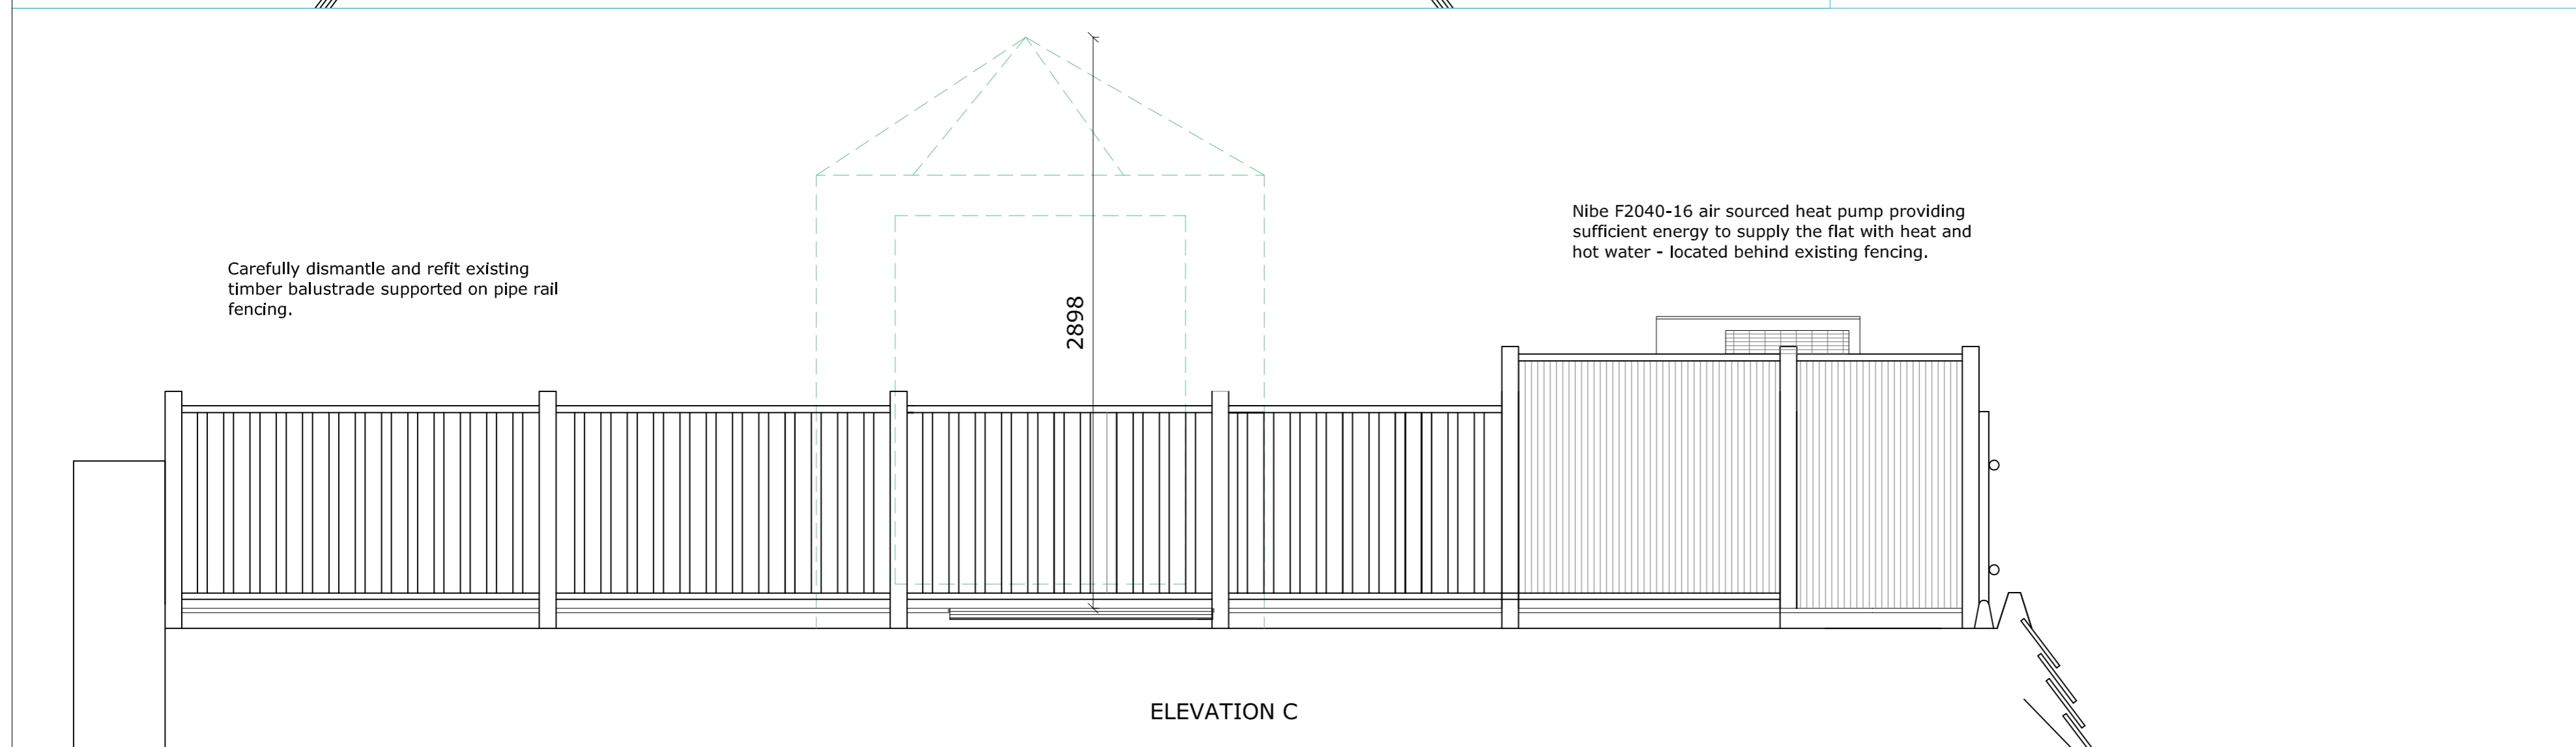 Carefully dismantle and refit existing
timber balustrade supported on pipe rail
fencing.
2898
Nibe F2040-16 air sourced heat pump providing
sufficient energy to supply the flat with heat and
hot water - located behind existing fencing.
ELEVATION C